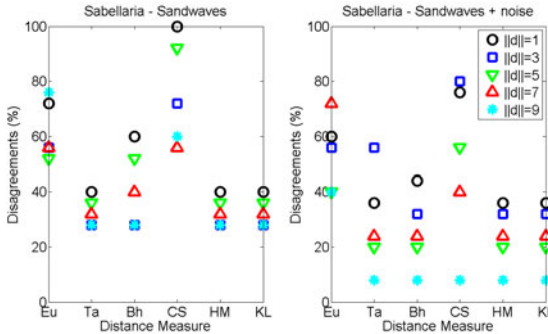 Sabellaria - Sandwaves
100
80
60
40
20
0
Disagreements (%)
Eu Ta Bh CS HM KL
Distance Measure
Sabellaria - Sandwaves + noise
100
80
60
40
20
0
Disagreements (%)
Eu Ta Bh CS HM KL
Distance Measure
||d||=1
||d||=3
||d||=5
||d||=7
||d||=9